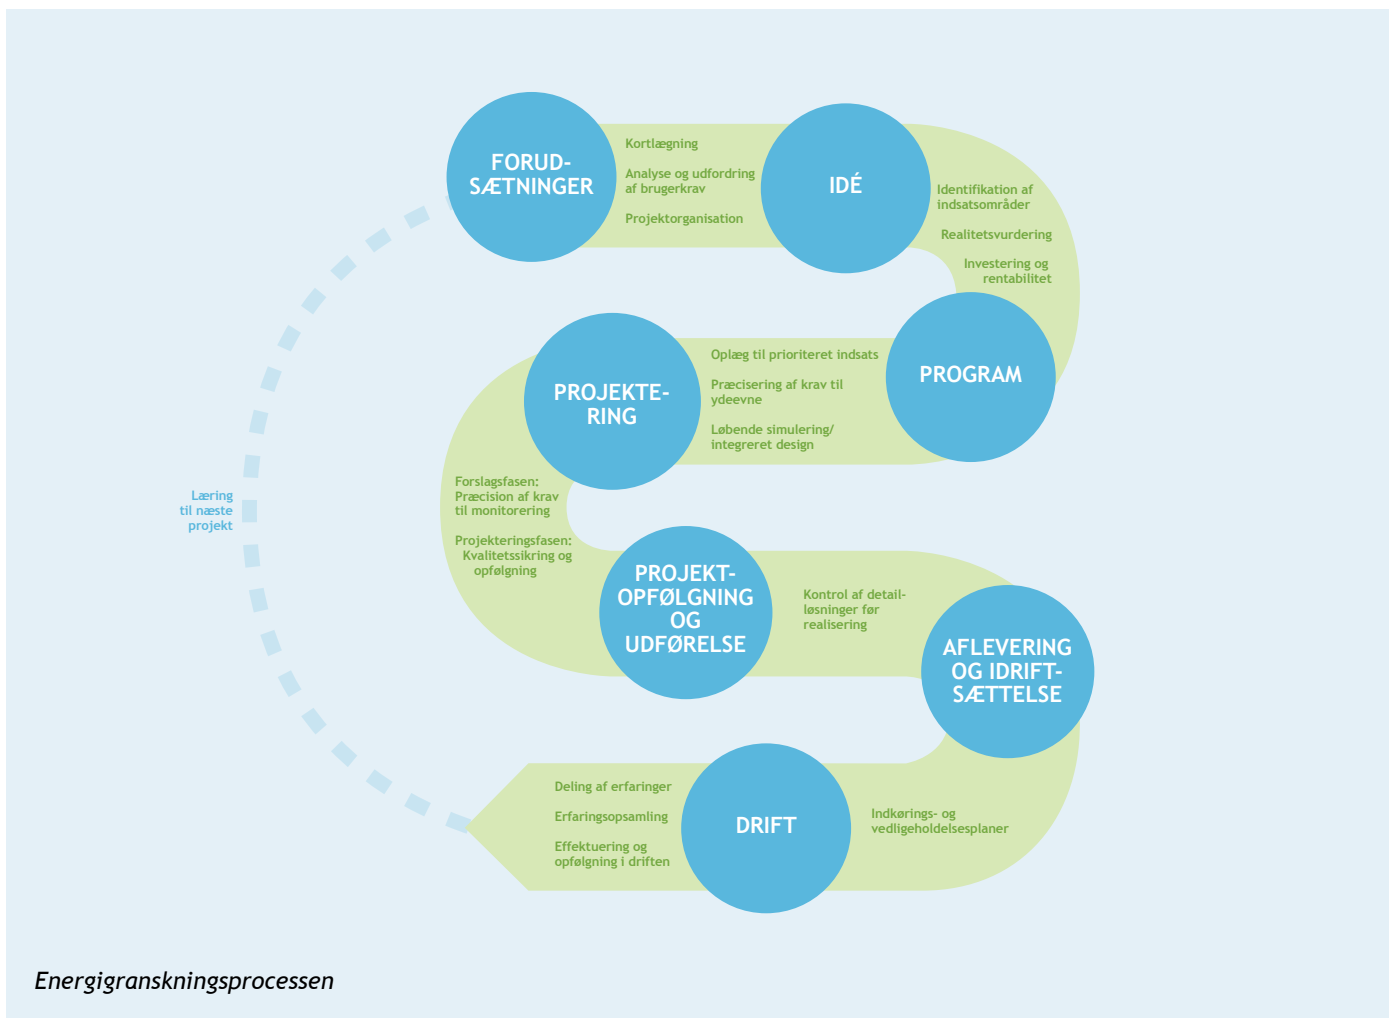 FORUD-
SÆTNINGER
Kortlægning
Analyse og udfordring
af brugerkrav
Projektorganisation
IDÉ
Identifikation af
indsatsområder
Realitetsvurdering
Investering og
rentabilitet
PROGRAM
Oplæg til prioriteret indsats
Præcisering af krav til
ydeevne
Løbende simulering/
integreret design
PROJEKTE-
RING
Forslagsfasen:
Præcision af krav
til monitorering
Projekteringsfasen:
Kvalitetssikring og
opfølgning
PROJEKT-
OPFØLGNING
OG
UDFØRELSE
Kontrol af detail-
løsninger før
realisering
AFLEVERING
OG IDRIFT-
SÆTTELSE
Indkørings- og
vedligeholdelsesplaner
DRIFT
Deling af erfaringer
Erfaringsopsamling
Effektuering og
opfølgning i driften
Læring
til næste
projekt
Energigranskningsprocessen